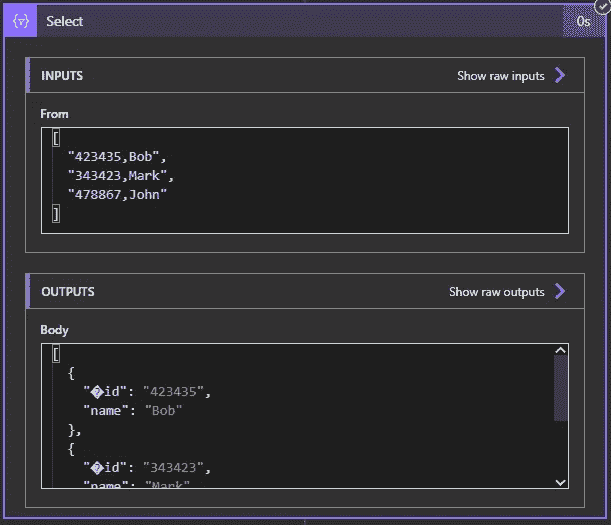 {v} Select 0s
INPUTS Show raw inputs
From
[
"423435,Bob",
"343423,Mark",
"478867,John"
]
OUTPUTS Show raw outputs
Body
[
{
"�id": "423435",
"name": "Bob"
},
{
"�id": "343423",
"name": "Mark"